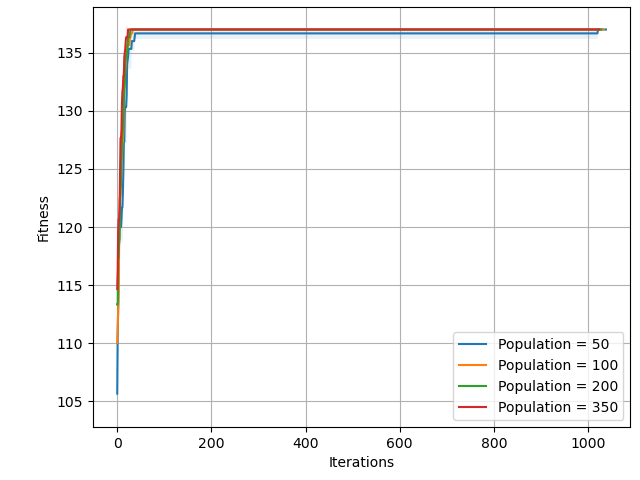 135
130
125
120
115
110
105
Fitness
0 200 400 600 800 1000
Iterations
Population = 50
Population = 100
Population = 200
Population = 350